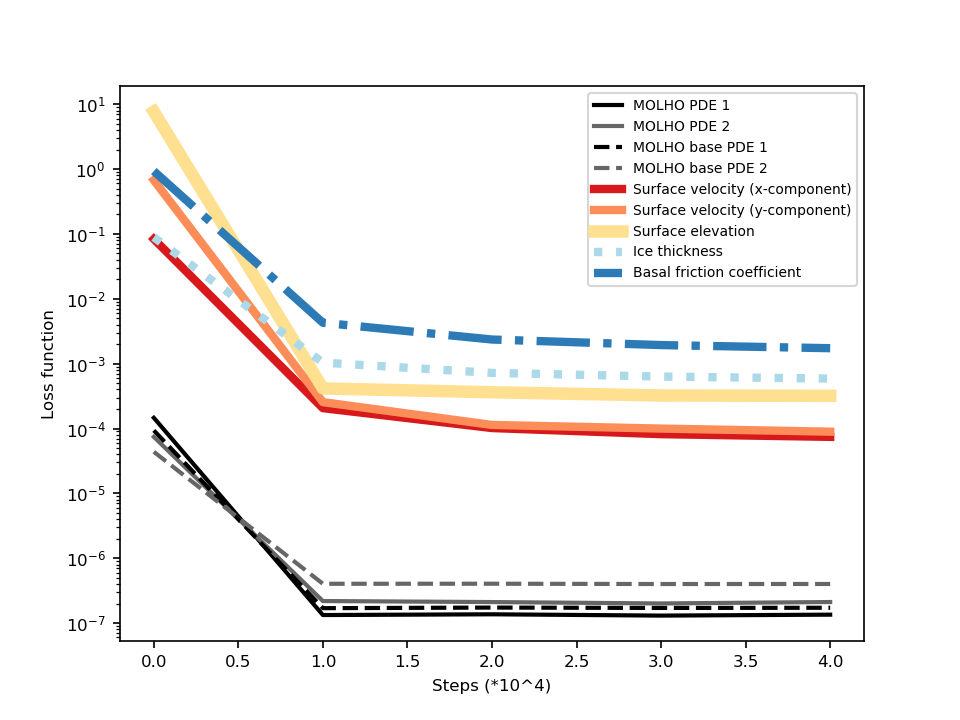 Loss function
10^1
10^0
10^-1
10^-2
10^-3
10^-4
10^-5
10^-6
10^-7
MOLHO PDE 1
MOLHO PDE 2
MOLHO base PDE 1
MOLHO base PDE 2
Surface velocity (x-component)
Surface velocity (y-component)
Surface elevation
Ice thickness
Basal friction coefficient
0.0 0.5 1.0 1.5 2.0 2.5 3.0 3.5 4.0
Steps (*10^4)